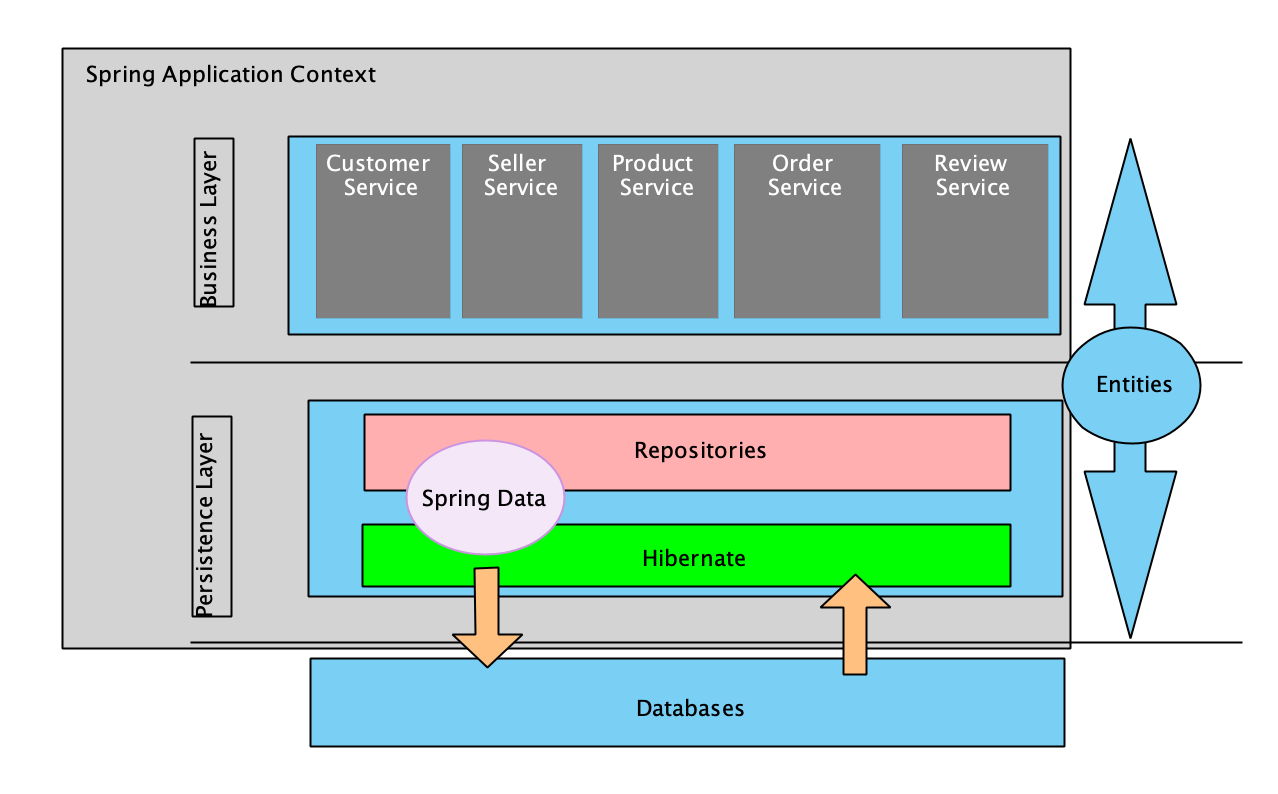 Spring Application Context
Business Layer
Customer
Service
Seller
Service
Product
Service
Order
Service
Review
Service
Entities
Persistence Layer
Repositories
Spring Data
Hibernate
Databases